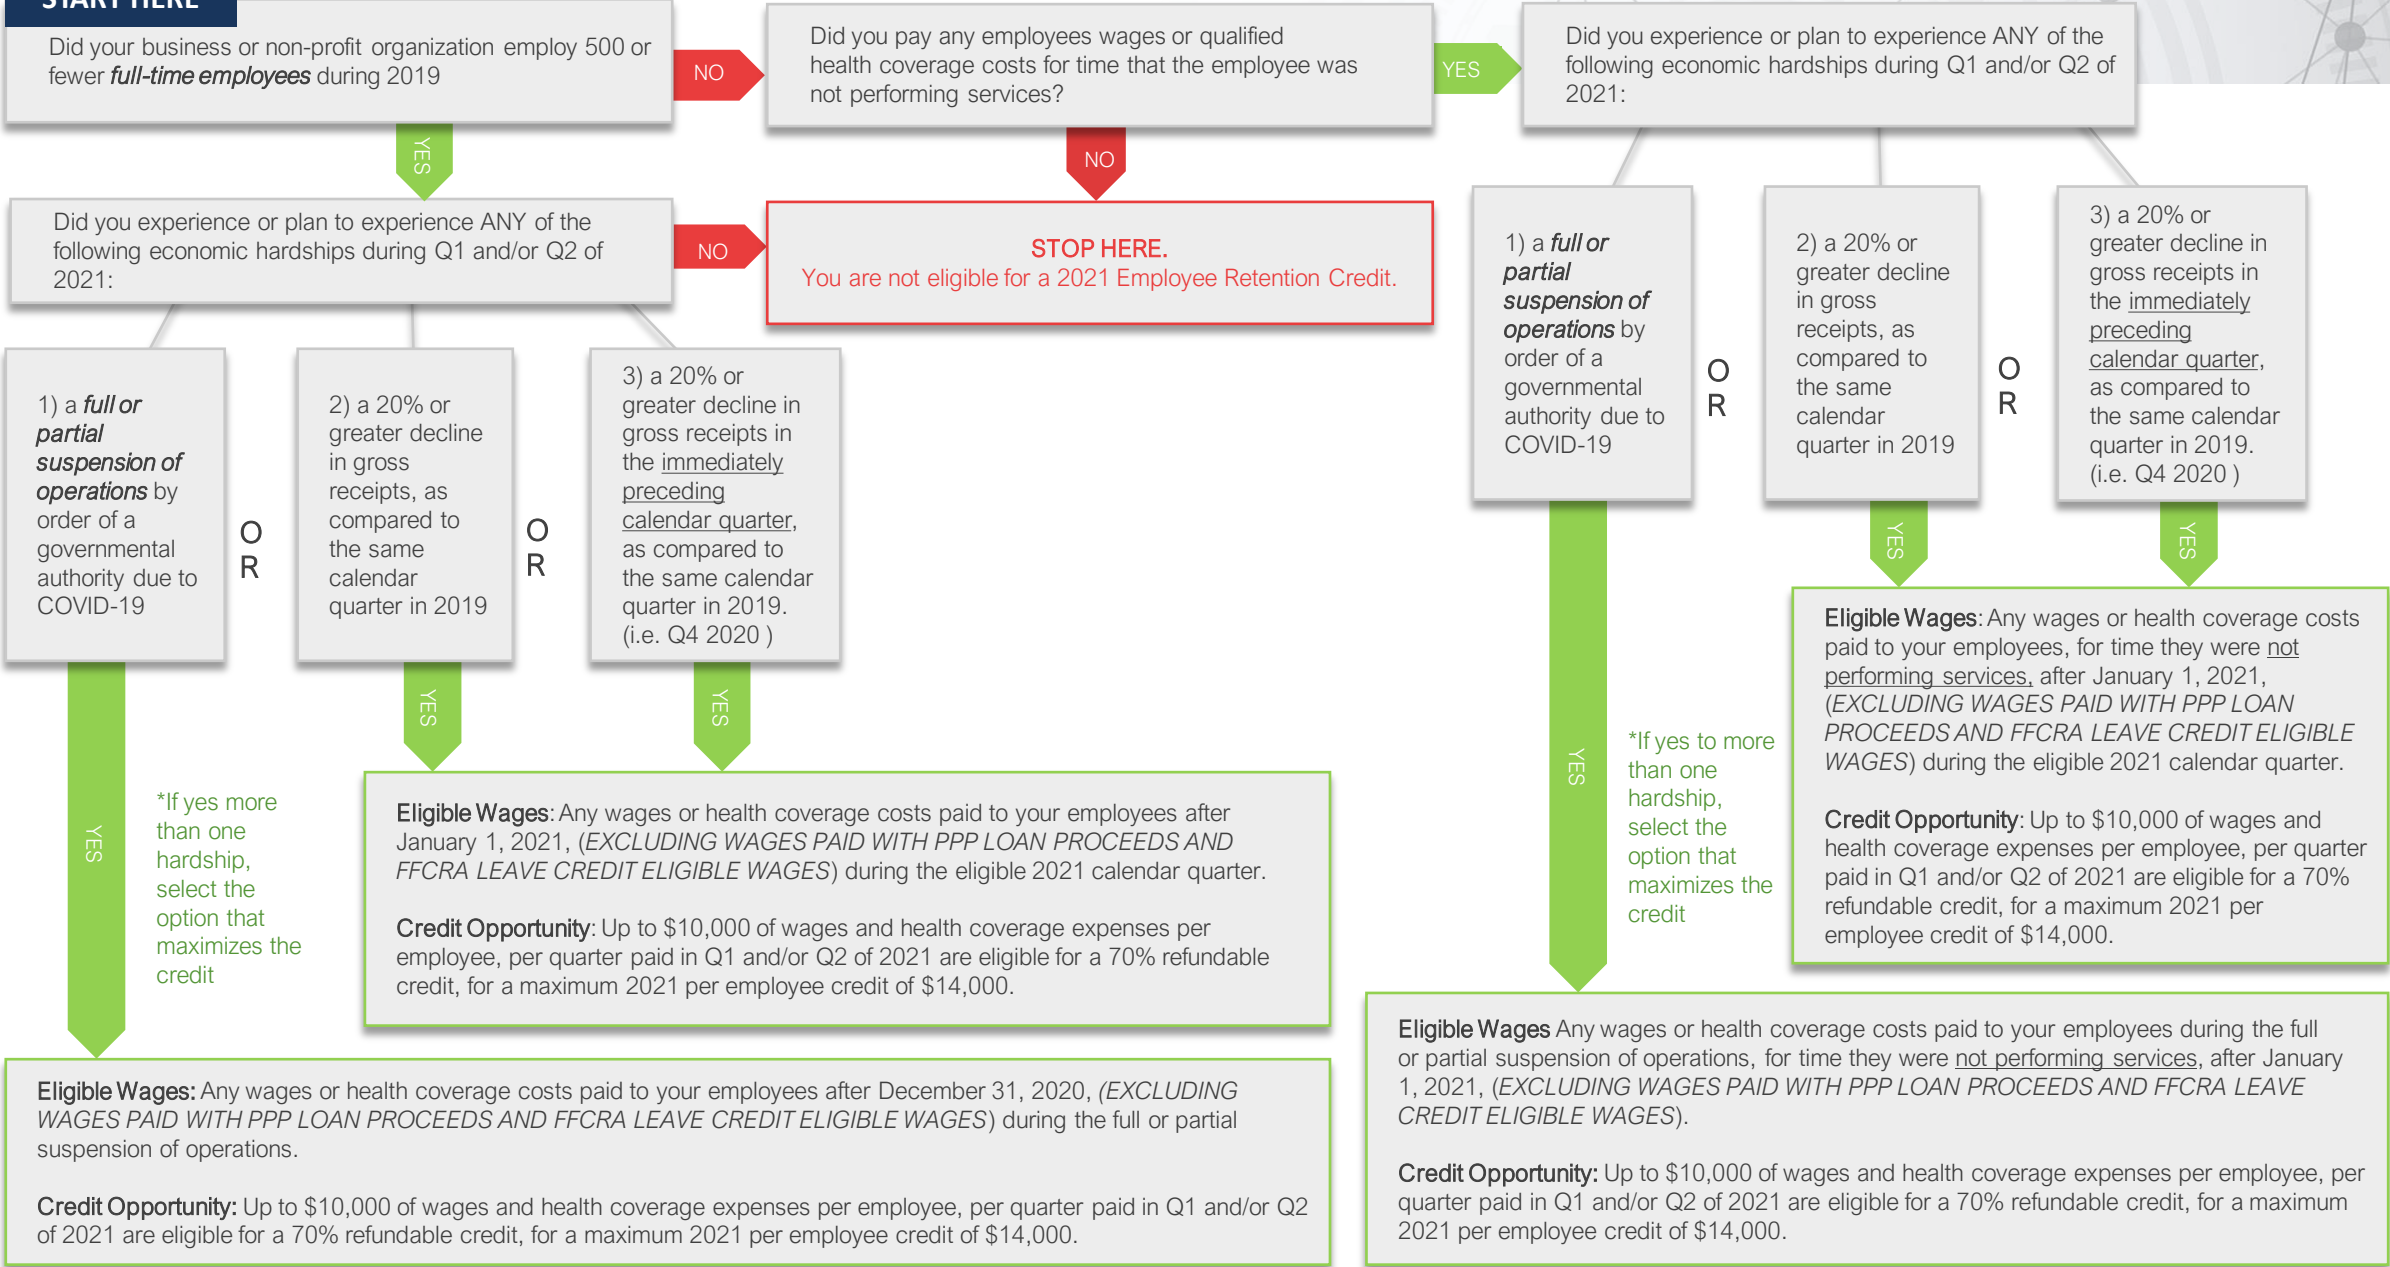 START HERE
Did your business or non-profit organization employ 500 or
fewer full-time employees during 2019
NO
Did you pay any employees wages or qualified
health coverage costs for time that the employee was
not performing services?
YES
Did you experience or plan to experience ANY of the
following economic hardships during Q1 and/or Q2 of
2021:
YES
NO
Did you experience or plan to experience ANY of the
following economic hardships during Q1 and/or Q2 of
2021:
NO
STOP HERE.
You are not eligible for a 2021 Employee Retention Credit.
1) a full or
partial
suspension of
operations by
order of a
governmental
authority due to
COVID-19
O
R
2) a 20% or
greater decline
in gross
receipts, as
compared to
the same
calendar
quarter in 2019
O
R
3) a 20% or
greater decline in
gross receipts in
the immediately
preceding
calendar quarter,
as compared to
the same calendar
quarter in 2019.
(i.e. Q4 2020 )
1) a full or
partial
suspension of
operations by
order of a
governmental
authority due to
COVID-19
O
R
2) a 20% or
greater decline
in gross
receipts, as
compared to
the same
calendar
quarter in 2019
O
R
3) a 20% or
greater decline in
gross receipts in
the immediately
preceding
calendar quarter,
as compared to
the same calendar
quarter in 2019.
(i.e. Q4 2020 )
YES
YES
YES
*If yes more
than one
hardship,
select the
option that
maximizes the
credit
Eligible Wages: Any wages or health coverage costs paid to your employees after
January 1, 2021, (EXCLUDING WAGES PAID WITH PPP LOAN PROCEEDS AND
FFCRA LEAVE CREDIT ELIGIBLE WAGES) during the eligible 2021 calendar quarter.
Credit Opportunity: Up to $10,000 of wages and health coverage expenses per
employee, per quarter paid in Q1 and/or Q2 of 2021 are eligible for a 70% refundable
credit, for a maximum 2021 per employee credit of $14,000.
Eligible Wages: Any wages or health coverage costs paid to your employees after December 31, 2020, (EXCLUDING
WAGES PAID WITH PPP LOAN PROCEEDS AND FFCRA LEAVE CREDIT ELIGIBLE WAGES) during the full or partial
suspension of operations.
Credit Opportunity: Up to $10,000 of wages and health coverage expenses per employee, per quarter paid in Q1 and/or Q2
of 2021 are eligible for a 70% refundable credit, for a maximum 2021 per employee credit of $14,000.
YES
YES
YES
*If yes to more
than one
hardship,
select the
option that
maximizes the
credit
Eligible Wages: Any wages or health coverage costs
paid to your employees, for time they were not
performing services, after January 1, 2021,
(EXCLUDING WAGES PAID WITH PPP LOAN
PROCEEDS AND FFCRA LEAVE CREDIT ELIGIBLE
WAGES) during the eligible 2021 calendar quarter.
Credit Opportunity: Up to $10,000 of wages and
health coverage expenses per employee, per quarter
paid in Q1 and/or Q2 of 2021 are eligible for a 70%
refundable credit, for a maximum 2021 per
employee credit of $14,000.
Eligible Wages Any wages or health coverage costs paid to your employees during the full
or partial suspension of operations, for time they were not performing services, after January
1, 2021, (EXCLUDING WAGES PAID WITH PPP LOAN PROCEEDS AND FFCRA LEAVE
CREDIT ELIGIBLE WAGES).
Credit Opportunity: Up to $10,000 of wages and health coverage expenses per employee, per
quarter paid in Q1 and/or Q2 of 2021 are eligible for a 70% refundable credit, for a maximum
2021 per employee credit of $14,000.